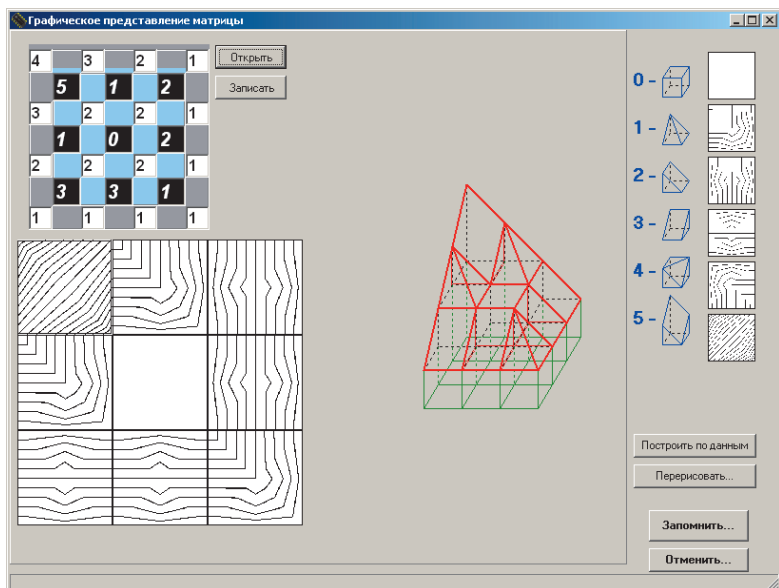 Графическое представление матрицы
4 3 2 1
5 1 2
3 2 2 1
1 0 2
2 2 2 1
3 3 1
1 1 1 1
Открыть
Записать
0 -
1 -
2 -
3 -
4 -
5 -
Построить по данным
Перерисовать...
Запомнить...
Отменить...